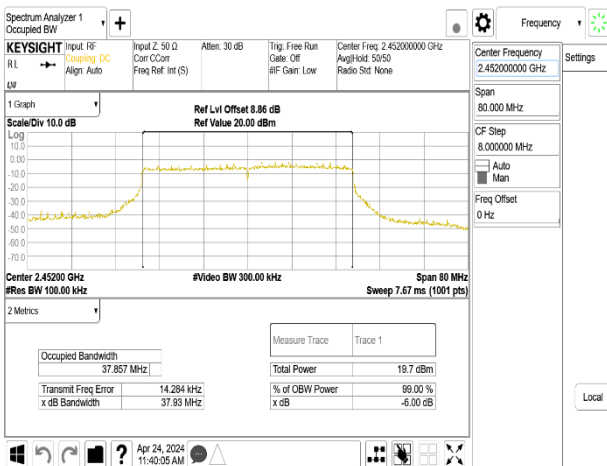 Spectrum Analyzer 1
Occupied BW
+
Frequency
KEYSIGHT
Input: RF
Input Z: 50 Ω
Atten: 30 dB
Trig: Free Run
Center Freq: 2.452000000 GHz
RL
Coupling: DC
Corr CCorr
Gate: Off
Avg|Hold: 50/50
Align: Auto
Freq Ref: Int (S)
#IF Gain: Low
Radio Std: None
Center Frequency
2.452000000 GHz
Settings
Span
80.000 MHz
CF Step
8.000000 MHz
Auto
Man
Freq Offset
0 Hz
1 Graph
Ref Lvl Offset 8.86 dB
Scale/Div 10.0 dB
Ref Value 20.00 dBm
Log
10.0
0.00
-10.0
-20.0
-30.0
-40.0
-50.0
-60.0
-70.0
Center 2.45200 GHz
#Video BW 300.00 kHz
Span 80 MHz
#Res BW 100.00 kHz
Sweep 7.67 ms (1001 pts)
2 Metrics
Measure Trace
Trace 1
Occupied Bandwidth
37.857 MHz
Total Power
19.7 dBm
Transmit Freq Error
14.284 kHz
% of OBW Power
99.00 %
x dB Bandwidth
37.93 MHz
x dB
-6.00 dB
Local
?
Apr 24, 2024
11:40:05 AM